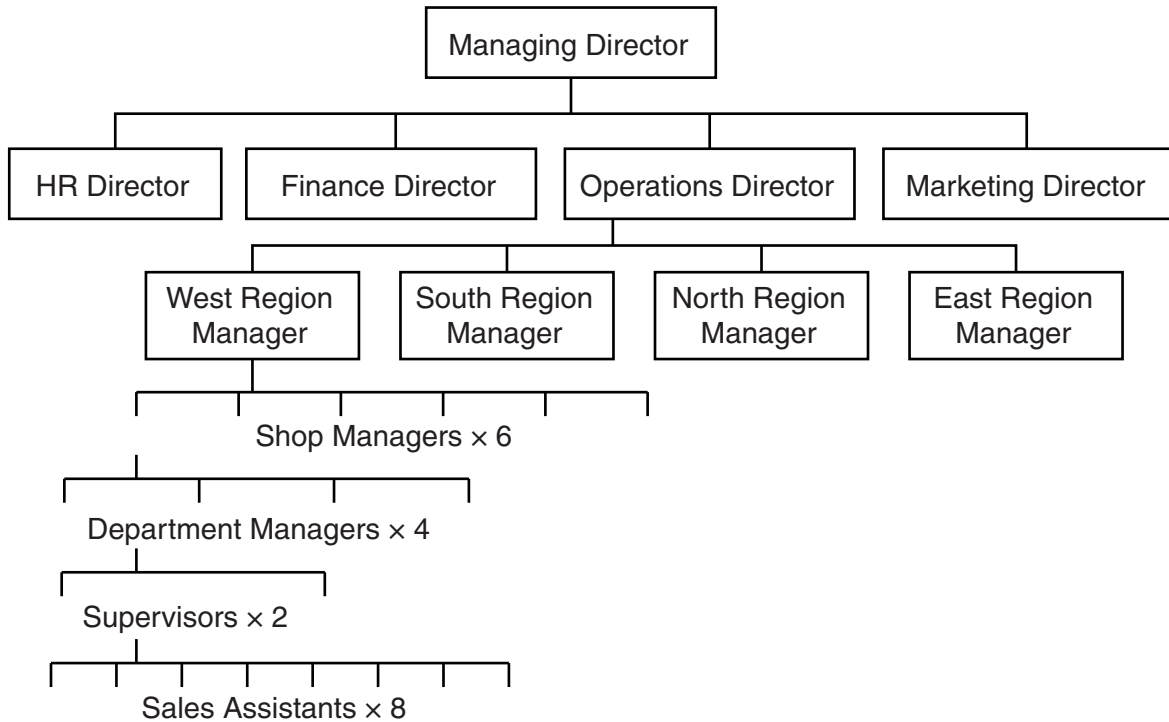 Managing Director
HR Director
Finance Director
Operations Director
Marketing Director
West Region
Manager
South Region
Manager
North Region
Manager
East Region
Manager
Shop Managers × 6
Department Managers × 4
Supervisors × 2
Sales Assistants × 8